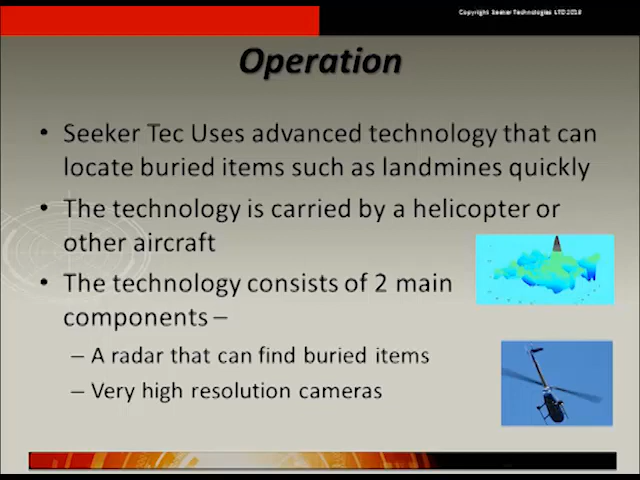 Copyright Seeker Technologies LTD 2018
Operation
• Seeker Tec Uses advanced technology that can
locate buried items such as landmines quickly
• The technology is carried by a helicopter or
other aircraft
• The technology consists of 2 main
components –
– A radar that can find buried items
– Very high resolution cameras